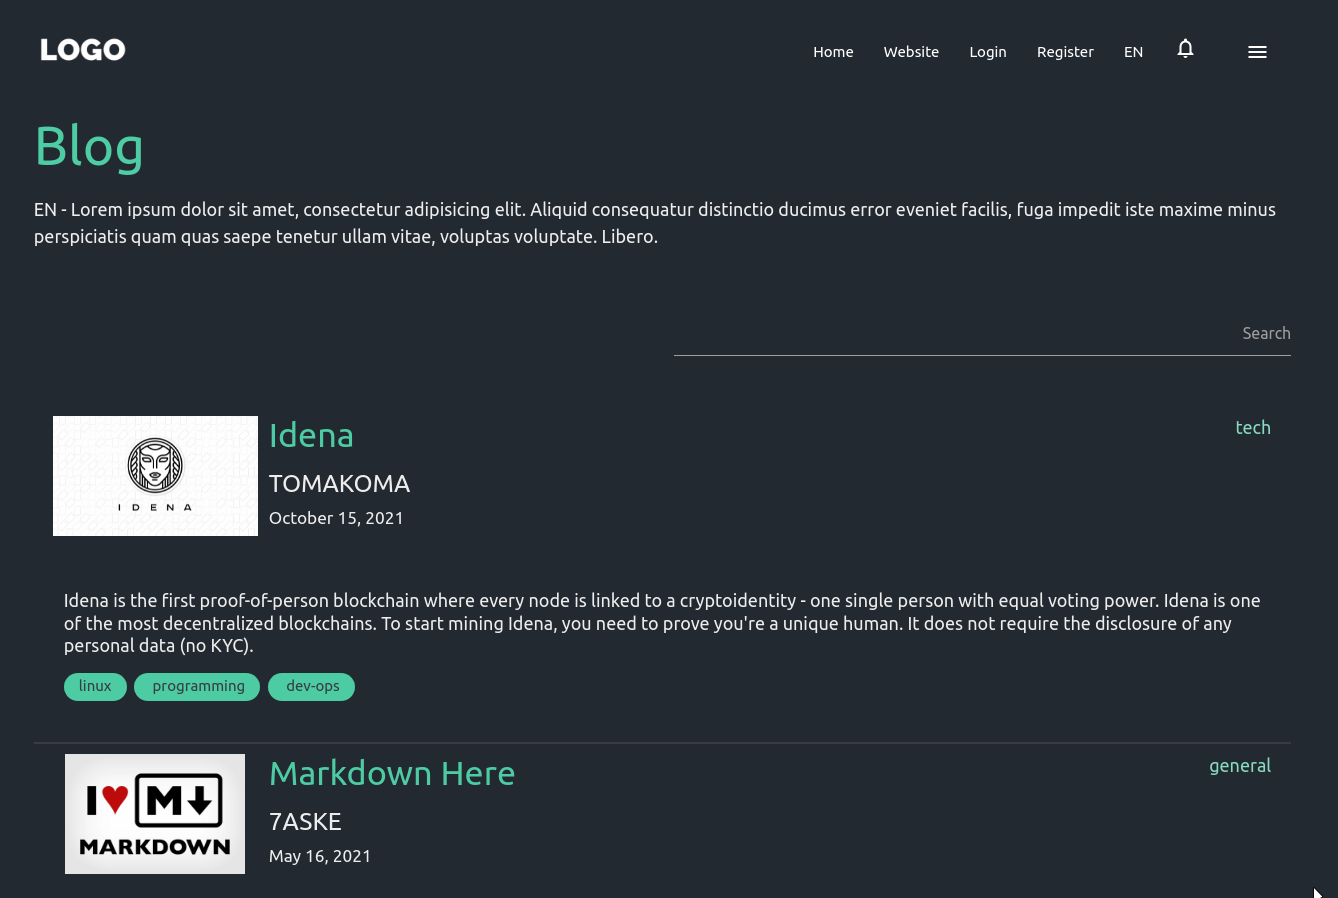 LOGO
Home Website Login Register EN
Blog
EN - Lorem ipsum dolor sit amet, consectetur adipisicing elit. Aliquid consequatur distinctio ducimus error eveniet facilis, fuga impedit iste maxime minus
perspiciatis quam quas saepe tenetur ullam vitae, voluptas voluptate. Libero.
Search
IDENA
Idena
tech
TOMAKOMA
October 15, 2021
Idena is the first proof-of-person blockchain where every node is linked to a cryptoidentity - one single person with equal voting power. Idena is one
of the most decentralized blockchains. To start mining Idena, you need to prove you're a unique human. It does not require the disclosure of any
personal data (no KYC).
linux programming dev-ops
I ♥ M↓
MARKDOWN
Markdown Here
general
7ASKE
May 16, 2021